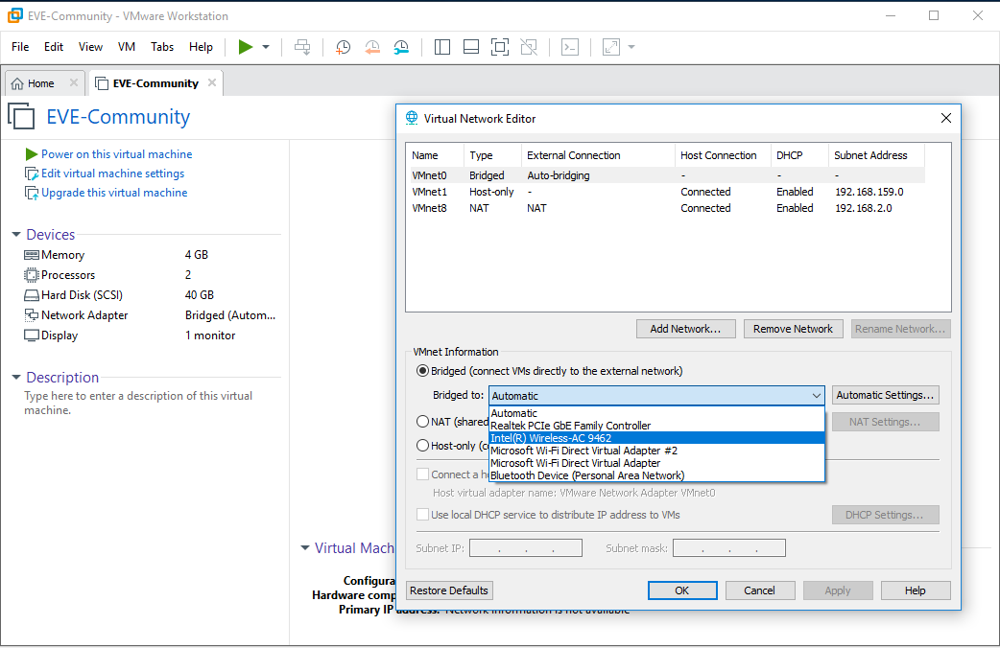 EVE-Community - VMware Workstation
File Edit View VM Tabs Help
Home EVE-Community
EVE-Community
Power on this virtual machine
Edit virtual machine settings
Upgrade this virtual machine
Devices
Memory 4 GB
Processors 2
Hard Disk (SCSI) 40 GB
Network Adapter Bridged (Autom...
Display 1 monitor
Description
Type here to enter a description of this virtual
machine.
Virtual Mach
Configura
Hardware comp
Primary IP address: Network information is not available
Virtual Network Editor
Name Type External Connection Host Connection DHCP Subnet Address
VMnet0 Bridged Auto-bridging - - -
VMnet1 Host-only - Connected Enabled 192.168.159.0
VMnet8 NAT NAT Connected Enabled 192.168.2.0
Add Network... Remove Network Rename Network...
VMnet Information
Bridged (connect VMs directly to the external network)
Bridged to: Automatic Automatic Settings...
Automatic
Realtek PCIe GbE Family Controller
Intel(R) Wireless-AC 9462
Microsoft Wi-Fi Direct Virtual Adapter #2
Microsoft Wi-Fi Direct Virtual Adapter
Bluetooth Device (Personal Area Network)
NAT (shared NAT Settings...
Host-only (c
Connect a h
Host virtual adapter name: VMware Network Adapter VMnet0
Use local DHCP service to distribute IP address to VMs DHCP Settings...
Subnet IP: . . . Subnet mask: . . .
Restore Defaults OK Cancel Apply Help